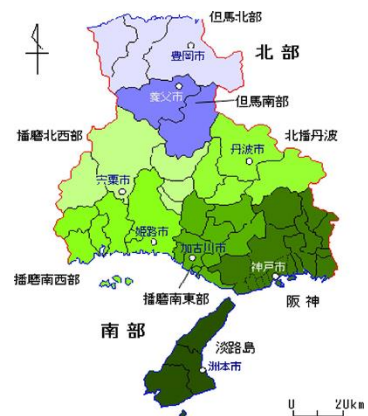 但馬北部
北部
豊岡市
養父市
但馬南部
播磨北西部
北播丹波
丹波市
宍粟市
姫路市
加古川市
神戸市
播磨南西部
播磨南東部
阪神
南部
淡路島
洲本市
0 20km